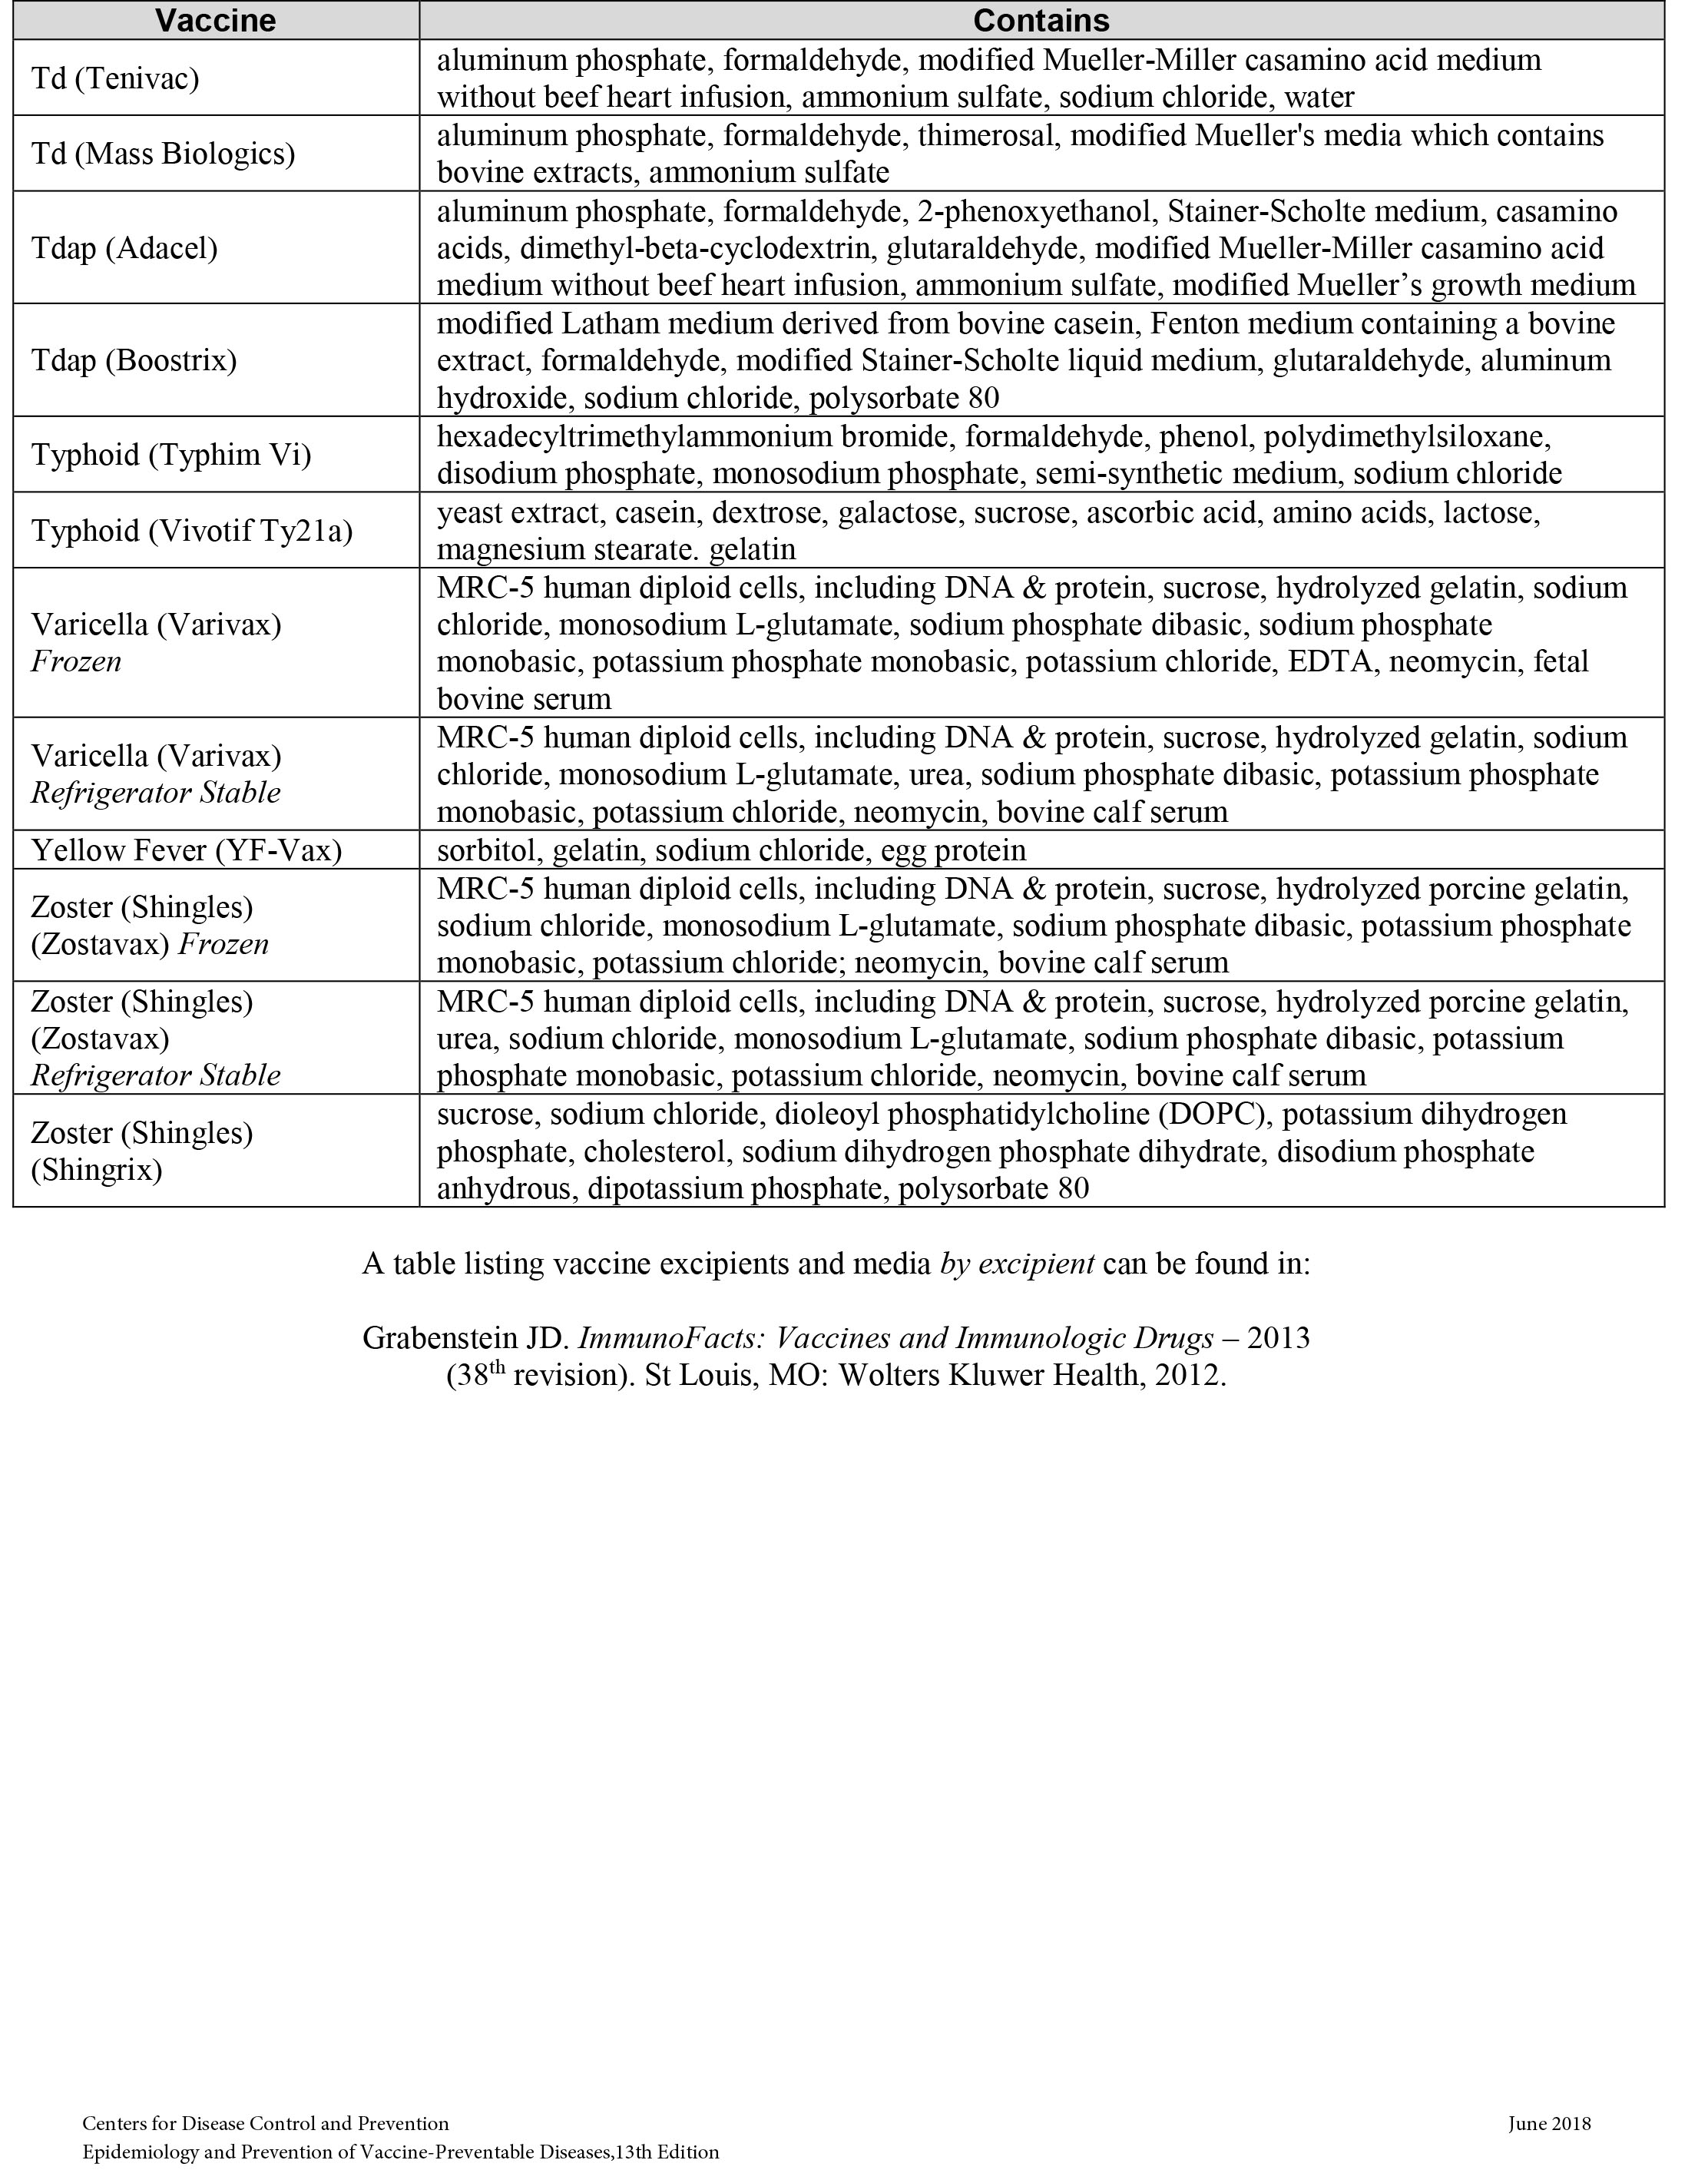 Vaccine Contains
Td (Tenivac)
aluminum phosphate, formaldehyde, modified Mueller-Miller casamino acid medium
without beef heart infusion, ammonium sulfate, sodium chloride, water
Td (Mass Biologics)
aluminum phosphate, formaldehyde, thimerosal, modified Mueller's media which contains
bovine extracts, ammonium sulfate
Tdap (Adacel)
aluminum phosphate, formaldehyde, 2-phenoxyethanol, Stainer-Scholte medium, casamino
acids, dimethyl-beta-cyclodextrin, glutaraldehyde, modified Mueller-Miller casamino acid
medium without beef heart infusion, ammonium sulfate, modified Mueller’s growth medium
Tdap (Boostrix)
modified Latham medium derived from bovine casein, Fenton medium containing a bovine
extract, formaldehyde, modified Stainer-Scholte liquid medium, glutaraldehyde, aluminum
hydroxide, sodium chloride, polysorbate 80
Typhoid (Typhim Vi)
hexadecyltrimethylammonium bromide, formaldehyde, phenol, polydimethylsiloxane,
disodium phosphate, monosodium phosphate, semi-synthetic medium, sodium chloride
Typhoid (Vivotif Ty21a)
yeast extract, casein, dextrose, galactose, sucrose, ascorbic acid, amino acids, lactose,
magnesium stearate. gelatin
Varicella (Varivax)
Frozen
MRC-5 human diploid cells, including DNA & protein, sucrose, hydrolyzed gelatin, sodium
chloride, monosodium L-glutamate, sodium phosphate dibasic, sodium phosphate
monobasic, potassium phosphate monobasic, potassium chloride, EDTA, neomycin, fetal
bovine serum
Varicella (Varivax)
Refrigerator Stable
MRC-5 human diploid cells, including DNA & protein, sucrose, hydrolyzed gelatin, sodium
chloride, monosodium L-glutamate, urea, sodium phosphate dibasic, potassium phosphate
monobasic, potassium chloride, neomycin, bovine calf serum
Yellow Fever (YF-Vax)
sorbitol, gelatin, sodium chloride, egg protein
Zoster (Shingles)
(Zostavax) Frozen
MRC-5 human diploid cells, including DNA & protein, sucrose, hydrolyzed porcine gelatin,
sodium chloride, monosodium L-glutamate, sodium phosphate dibasic, potassium phosphate
monobasic, potassium chloride; neomycin, bovine calf serum
Zoster (Shingles)
(Zostavax)
Refrigerator Stable
MRC-5 human diploid cells, including DNA & protein, sucrose, hydrolyzed porcine gelatin,
urea, sodium chloride, monosodium L-glutamate, sodium phosphate dibasic, potassium
phosphate monobasic, potassium chloride, neomycin, bovine calf serum
Zoster (Shingles)
(Shingrix)
sucrose, sodium chloride, dioleoyl phosphatidylcholine (DOPC), potassium dihydrogen
phosphate, cholesterol, sodium dihydrogen phosphate dihydrate, disodium phosphate
anhydrous, dipotassium phosphate, polysorbate 80
A table listing vaccine excipients and media by excipient can be found in:
Grabenstein JD. ImmunoFacts: Vaccines and Immunologic Drugs – 2013
(38th revision). St Louis, MO: Wolters Kluwer Health, 2012.
Centers for Disease Control and Prevention June 2018
Epidemiology and Prevention of Vaccine-Preventable Diseases,13th Edition